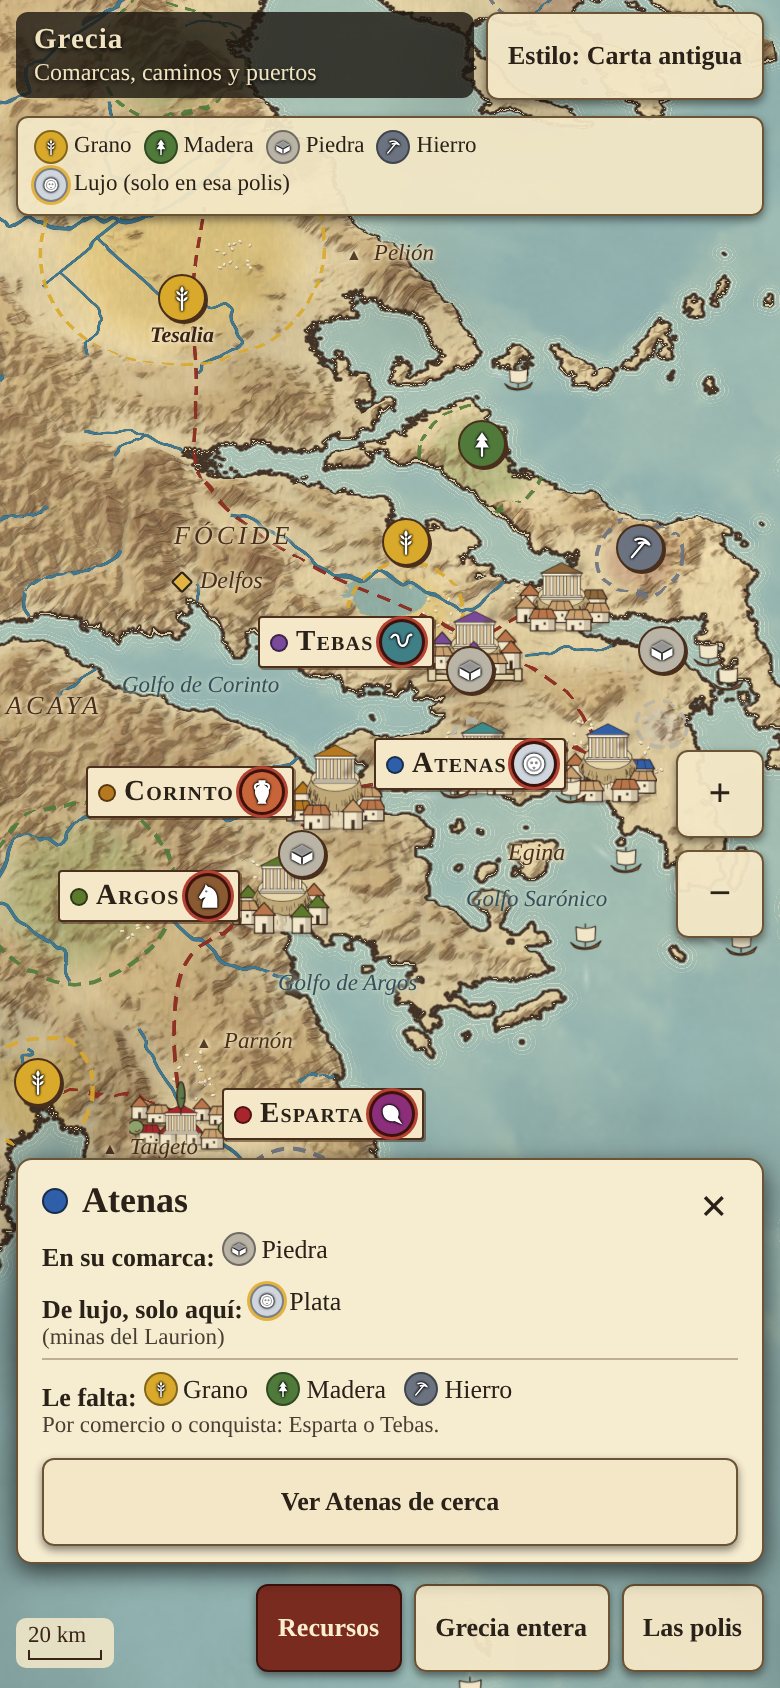 Grecia
Comarcas, caminos y puertos
Estilo: Carta antigua
Grano Madera Piedra Hierro
Lujo (solo en esa polis)
Pelión
Tesalia
FÓCIDE
Delfos
TEBAS
Golfo de Corinto
ACAYA
ATENAS
CORINTO
+
Egina
ARGOS
−
Golfo Sarónico
Golfo de Argos
Parnón
ESPARTA
Taigeto
Atenas
×
En su comarca: Piedra
De lujo, solo aquí: Plata
(minas del Laurion)
Le falta: Grano Madera Hierro
Por comercio o conquista: Esparta o Tebas.
Ver Atenas de cerca
20 km
Recursos
Grecia entera
Las polis